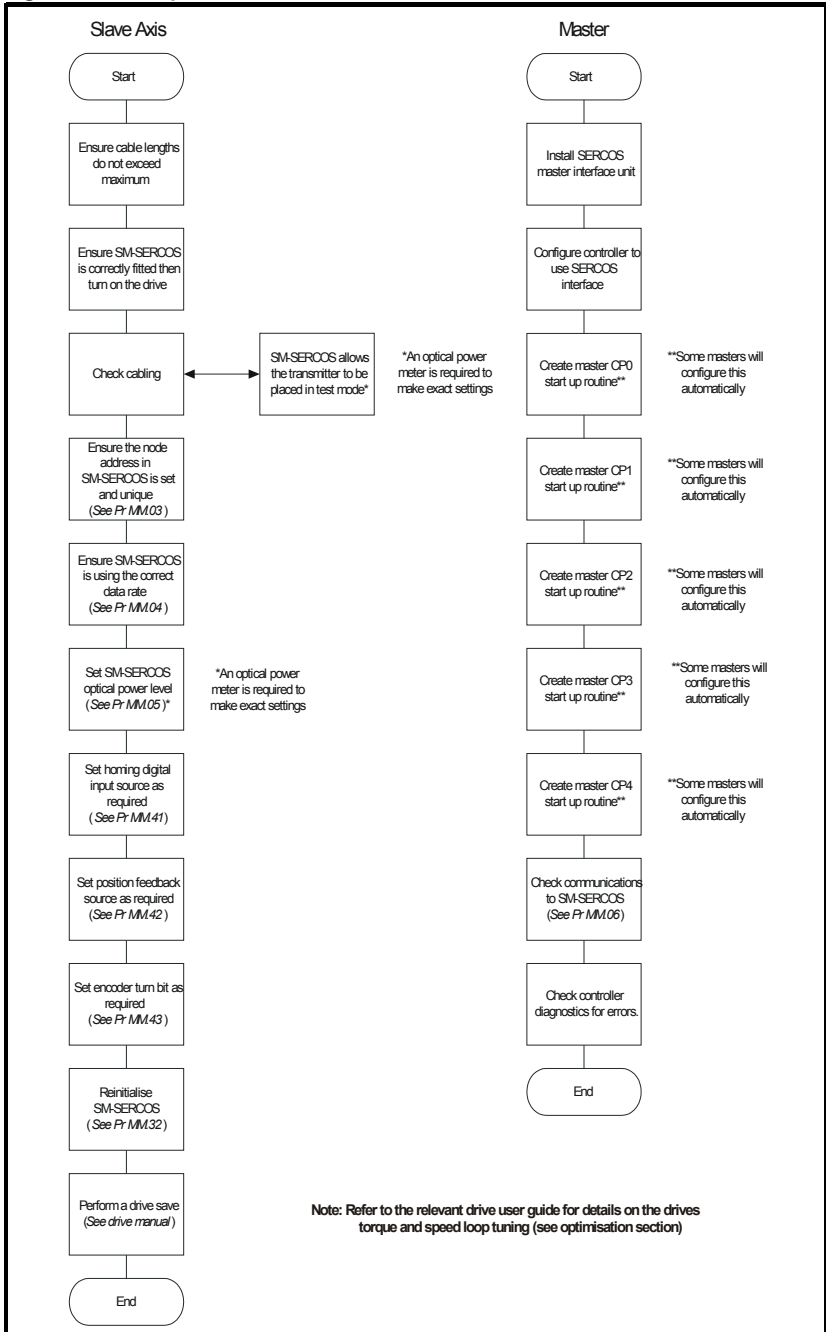 Slave Axis
Start
Ensure cable lengths
do not exceed
maximum
Ensure SM-SERCOS
is correctly fitted then
turn on the drive
Check cabling
SM-SERCOS allows
the transmitter to be
placed in test mode*
*An optical power
meter is required to
make exact settings
Ensure the node
address in
SM-SERCOS is set
and unique
(See Pr MM.03)
Ensure SM-SERCOS
is using the correct
data rate
(See Pr MM.04)
Set SM-SERCOS
optical power level
(See Pr MM.05)*
*An optical power
meter is required to
make exact settings
Set homing digital
input source as
required
(See Pr MM.41)
Set position feedback
source as required
(See Pr MM.42)
Set encoder turn bit as
required
(See Pr MM.43)
Reinitialise
SM-SERCOS
(See Pr MM.32)
Perform a drive save
(See drive manual)
End
Master
Start
Install SERCOS
master interface unit
Configure controller to
use SERCOS
interface
Create master CP0
start up routine**
**Some masters will
configure this
automatically
Create master CP1
start up routine**
**Some masters will
configure this
automatically
Create master CP2
start up routine**
**Some masters will
configure this
automatically
Create master CP3
start up routine**
**Some masters will
configure this
automatically
Create master CP4
start up routine**
**Some masters will
configure this
automatically
Check communications
to SM-SERCOS
(See Pr MM.06)
Check controller
diagnostics for errors.
End
Note: Refer to the relevant drive user guide for details on the drives
torque and speed loop tuning (see optimisation section)